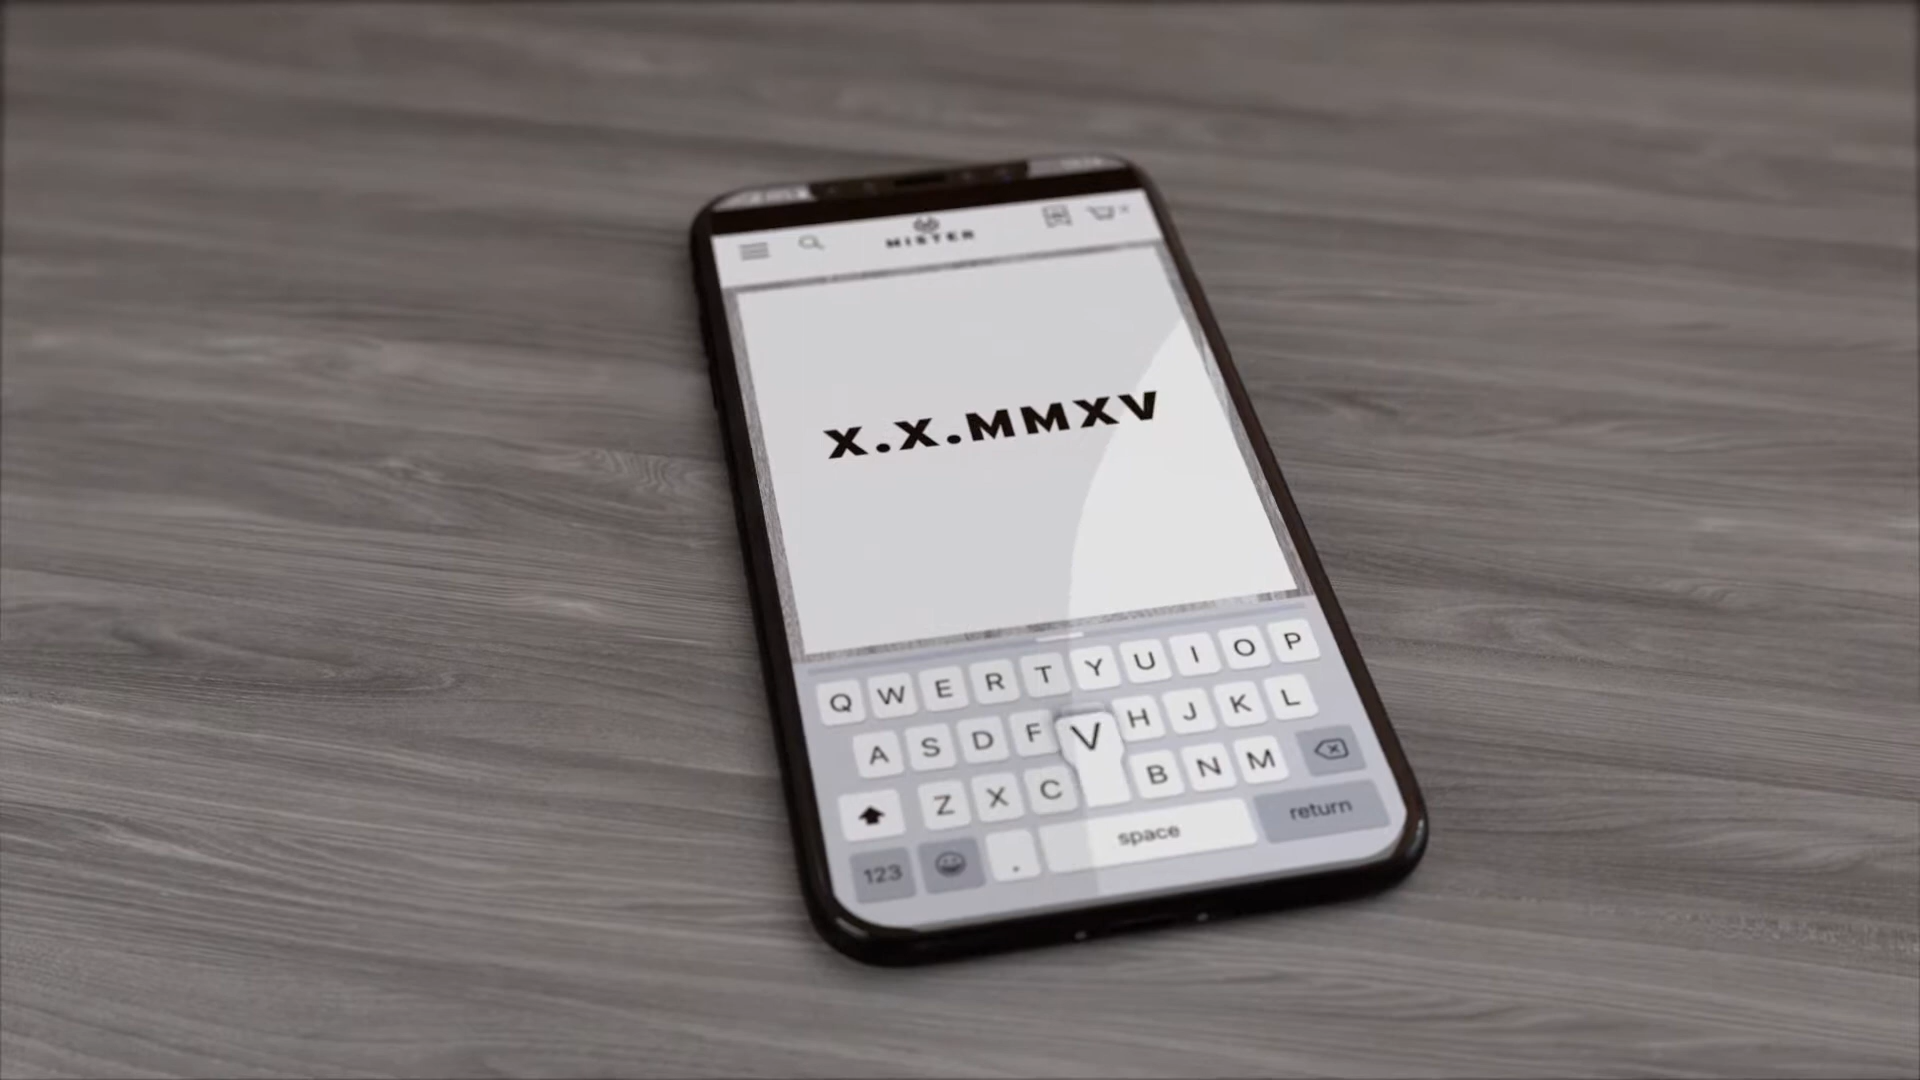 MISTER
X.X.MMXV
Q W E R T Y U I O P
A S D F V H J K L
Z X C B N M
123 . space return